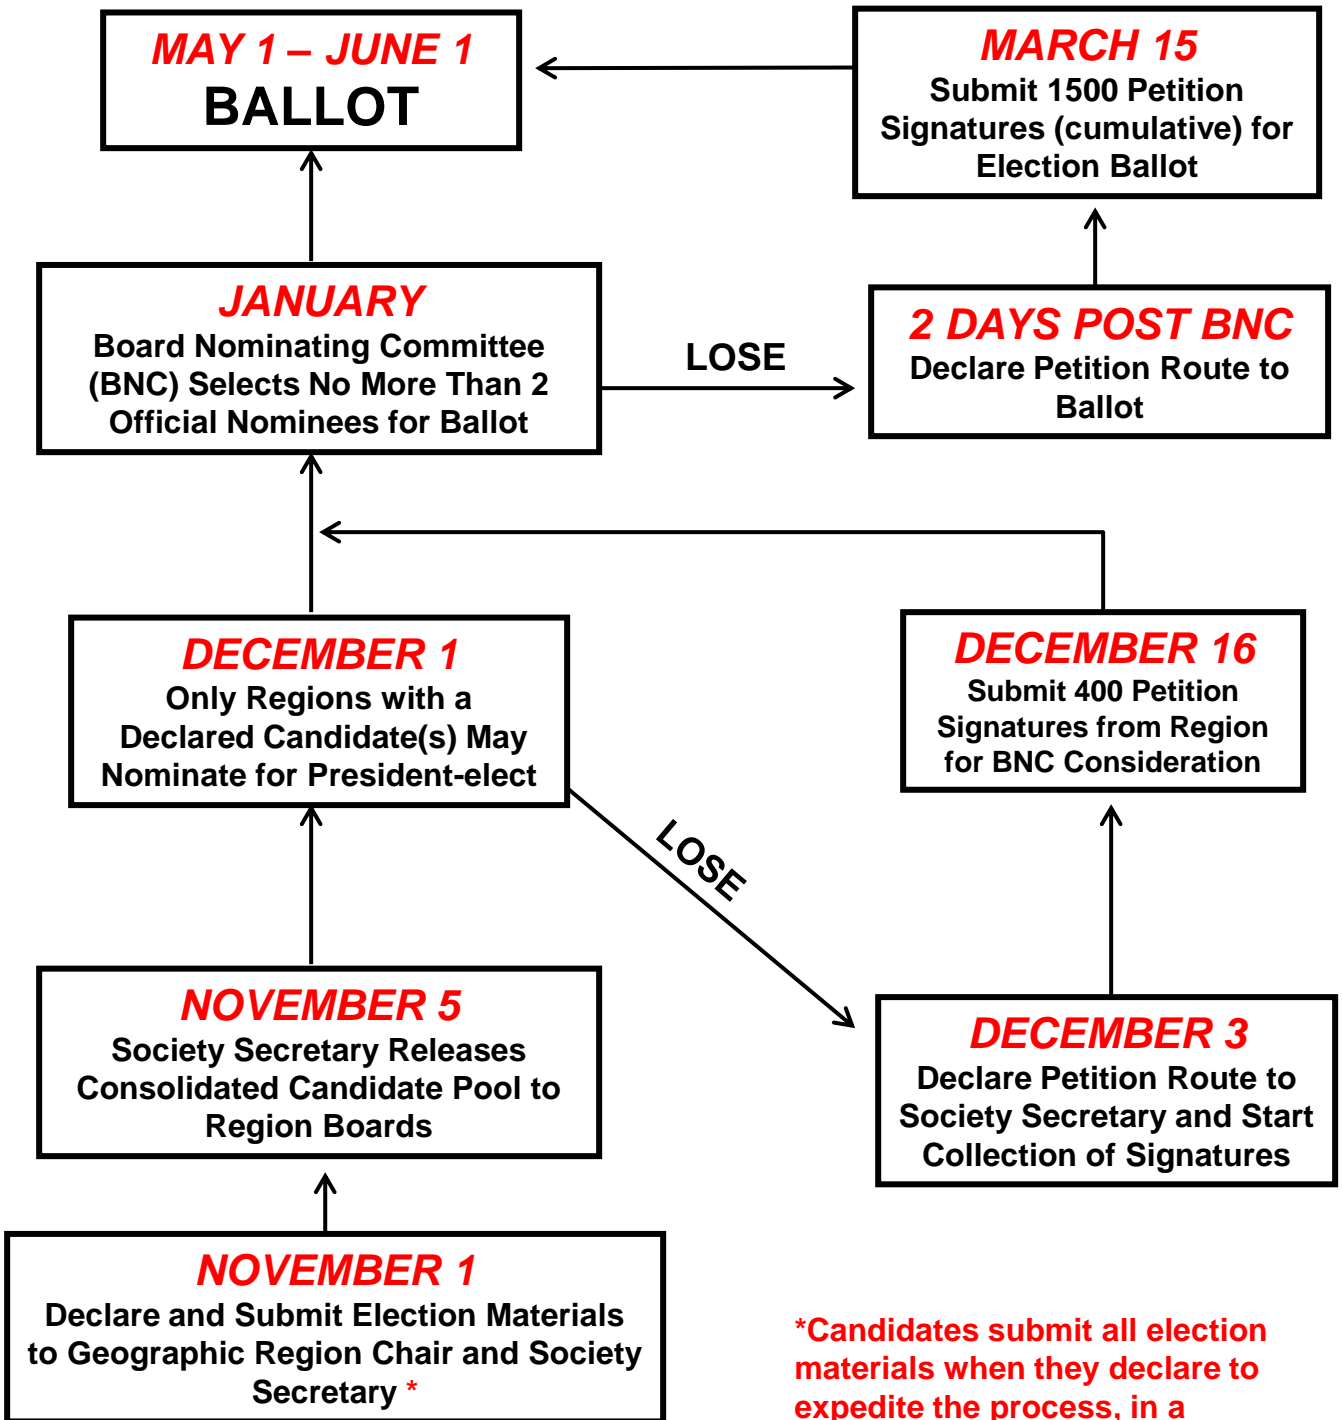 MAY 1 – JUNE 1
BALLOT
MARCH 15
Submit 1500 Petition
Signatures (cumulative) for
Election Ballot
JANUARY
Board Nominating Committee
(BNC) Selects No More Than 2
Official Nominees for Ballot
LOSE
2 DAYS POST BNC
Declare Petition Route to
Ballot
DECEMBER 1
Only Regions with a
Declared Candidate(s) May
Nominate for President-elect
LOSE
DECEMBER 16
Submit 400 Petition
Signatures from Region
for BNC Consideration
NOVEMBER 5
Society Secretary Releases
Consolidated Candidate Pool to
Region Boards
DECEMBER 3
Declare Petition Route to
Society Secretary and Start
Collection of Signatures
NOVEMBER 1
Declare and Submit Election Materials
to Geographic Region Chair and Society
Secretary *
*Candidates submit all election
materials when they declare to
expedite the process, in a